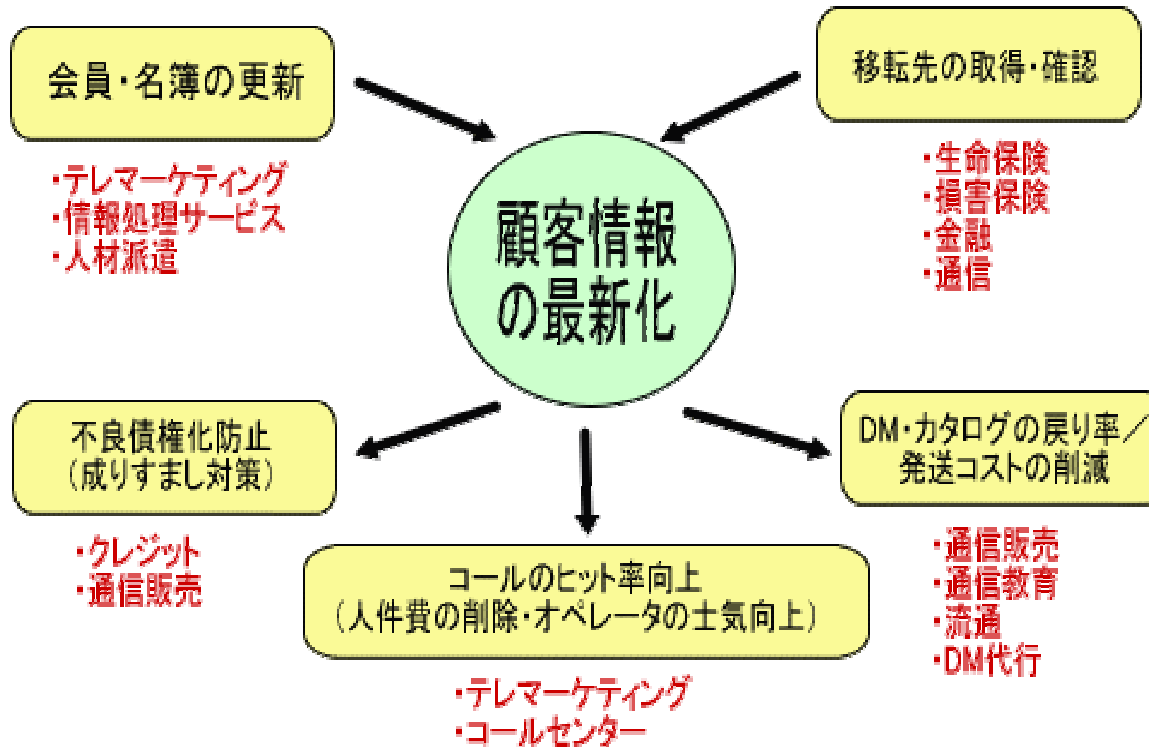 会員・名簿の更新
・テレマーケティング
・情報処理サービス
・人材派遣
移転先の取得・確認
・生命保険
・損害保険
・金融
・通信
顧客情報
の最新化
不良債権化防止
(成りすまし対策)
・クレジット
・通信販売
コールのヒット率向上
(人件費の削除・オペレータの士気向上)
・テレマーケティング
・コールセンター
DM・カタログの戻り率／
発送コストの削減
・通信販売
・通信教育
・流通
・DM代行